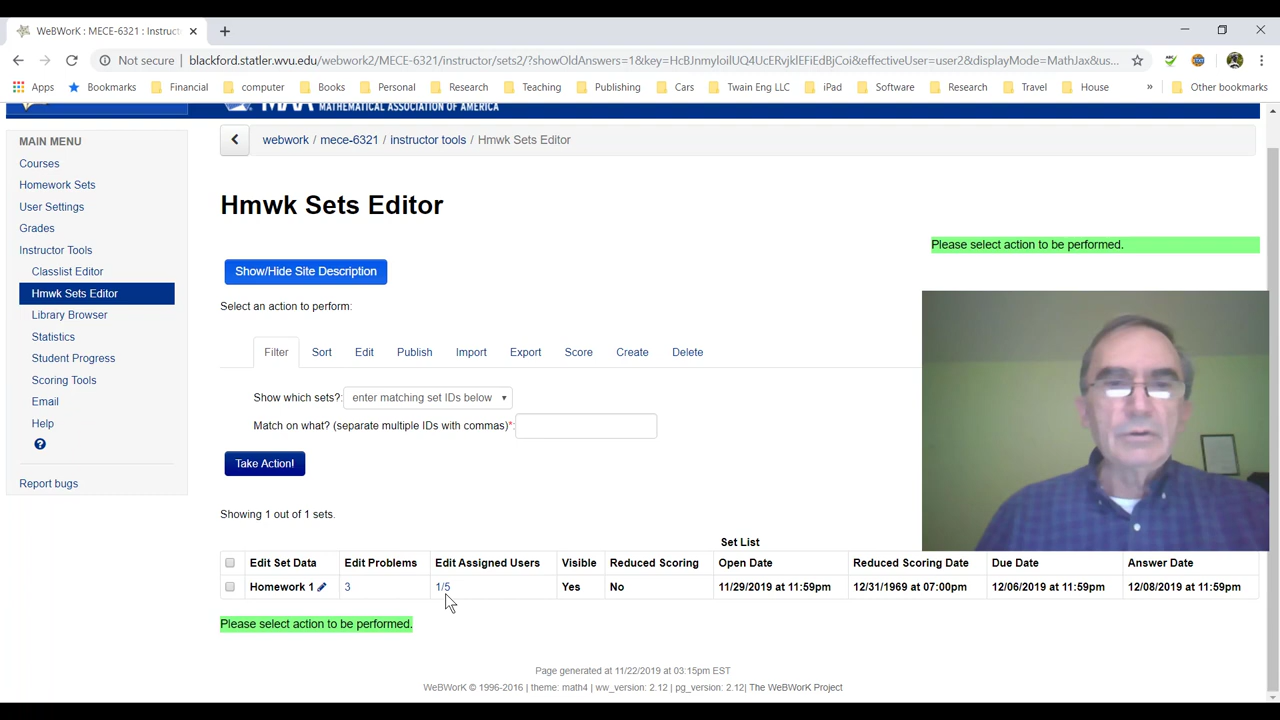 WeBWorK : MECE-6321 : Instruct
Not secure
blackford.statler.wvu.edu/webwork2/MECE-6321/instructor/sets2/?showOldAnswers=1&key=HcBJnmyloilUQ4UcERvjklEFiEdBjCoi&effectiveUser=user2&displayMode=MathJax&us...
Apps
Bookmarks
Financial
computer
Books
Personal
Research
Teaching
Publishing
Cars
Twain Eng LLC
iPad
Software
Research
Travel
House
»
Other bookmarks
MATHEMATICAL ASSOCIATION OF AMERICA
MAIN MENU
Courses
Homework Sets
User Settings
Grades
Instructor Tools
Classlist Editor
Hmwk Sets Editor
Library Browser
Statistics
Student Progress
Scoring Tools
Email
Help
Report bugs
webwork / mece-6321 / instructor tools / Hmwk Sets Editor
Hmwk Sets Editor
Please select action to be performed.
Show/Hide Site Description
Select an action to perform:
Filter Sort Edit Publish Import Export Score Create Delete
Show which sets?: enter matching set IDs below
Match on what? (separate multiple IDs with commas)*:
Take Action!
Showing 1 out of 1 sets.
Set List
Edit Set Data Edit Problems Edit Assigned Users Visible Reduced Scoring Open Date Reduced Scoring Date Due Date Answer Date
Homework 1 3 1/5 Yes No 11/29/2019 at 11:59pm 12/31/1969 at 07:00pm 12/06/2019 at 11:59pm 12/08/2019 at 11:59pm
Please select action to be performed.
Page generated at 11/22/2019 at 03:15pm EST
WeBWorK © 1996-2016 | theme: math4 | ww_version: 2.12 | pg_version: 2.12| The WeBWorK Project